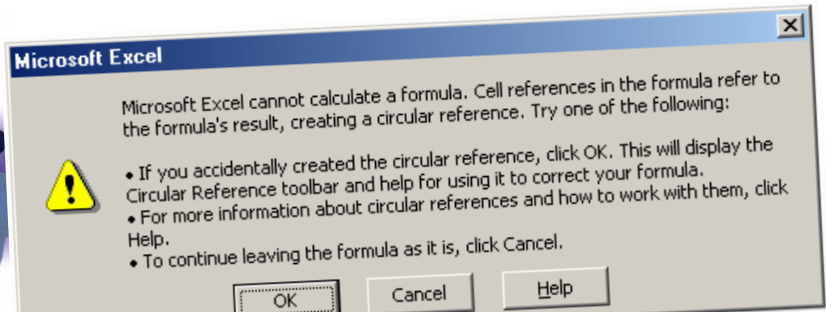 Microsoft Excel
Microsoft Excel cannot calculate a formula. Cell references in the formula refer to
the formula's result, creating a circular reference. Try one of the following:
• If you accidentally created the circular reference, click OK. This will display the
Circular Reference toolbar and help for using it to correct your formula.
• For more information about circular references and how to work with them, click
Help.
• To continue leaving the formula as it is, click Cancel.
OK
Cancel
Help